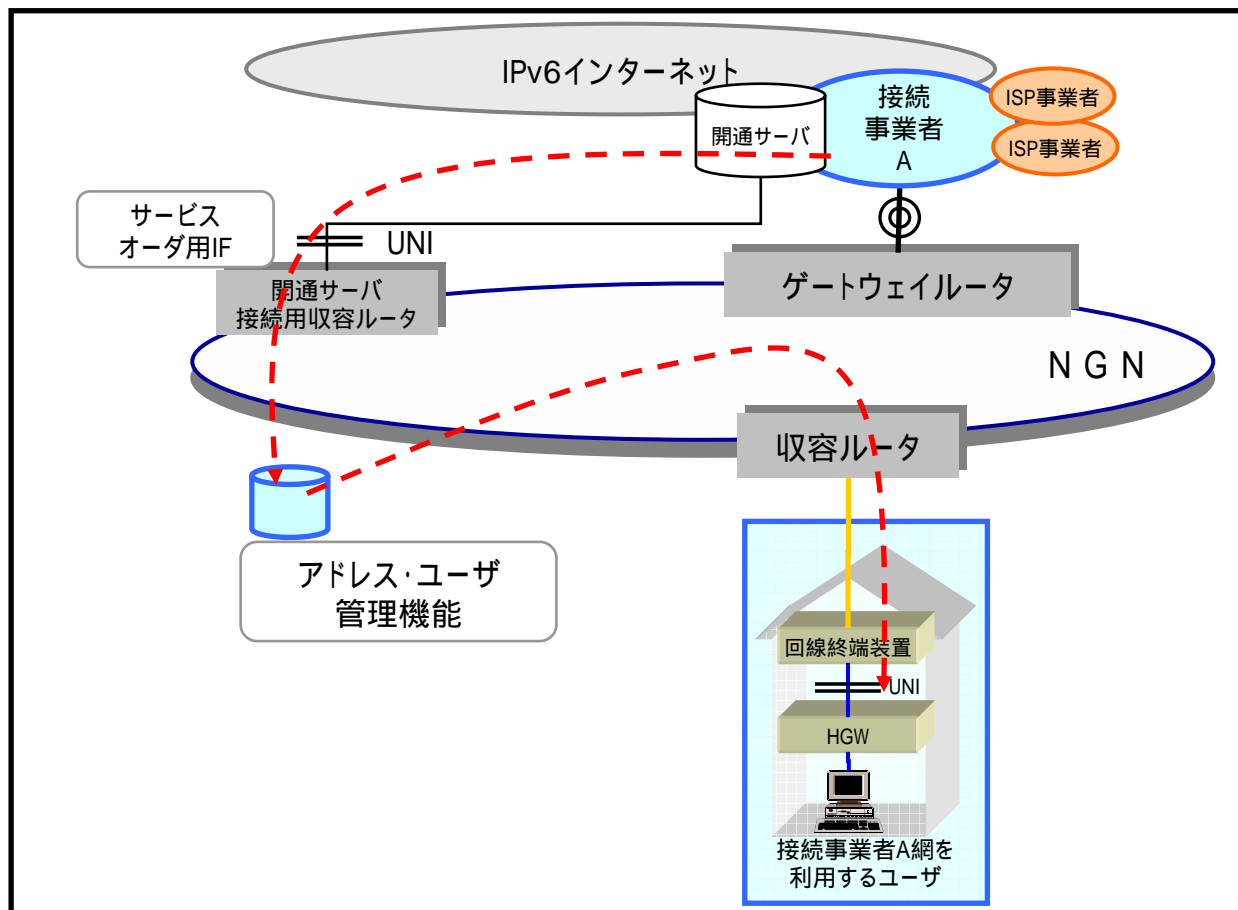 IPv6インターネット
接続
事業者
A
ISP事業者
ISP事業者
開通サーバ
サービス
オーダ用IF
UNI
開通サーバ
接続用収容ルータ
ゲートウェイルータ
NGN
収容ルータ
アドレス・ユーザ
管理機能
回線終端装置
UNI
HGW
接続事業者A網を
利用するユーザ